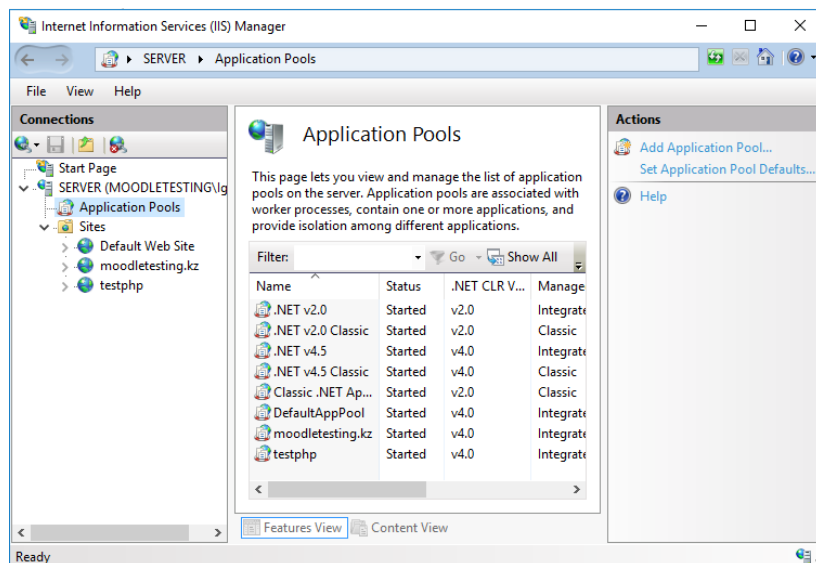 Internet Information Services (IIS) Manager
SERVER
Application Pools
File View Help
Connections
Start Page
SERVER (MOODLETESTING\Ig
Application Pools
Sites
Default Web Site
moodletesting.kz
testphp
Application Pools
This page lets you view and manage the list of application
pools on the server. Application pools are associated with
worker processes, contain one or more applications, and
provide isolation among different applications.
Filter: Go Show All
Name Status .NET CLR V... Manage
.NET v2.0 Started v2.0 Integrate
.NET v2.0 Classic Started v2.0 Classic
.NET v4.5 Started v4.0 Integrate
.NET v4.5 Classic Started v4.0 Classic
Classic .NET Ap... Started v2.0 Classic
DefaultAppPool Started v4.0 Integrate
moodletesting.kz Started v4.0 Integrate
testphp Started v4.0 Integrate
Features View Content View
Actions
Add Application Pool...
Set Application Pool Defaults...
Help
Ready